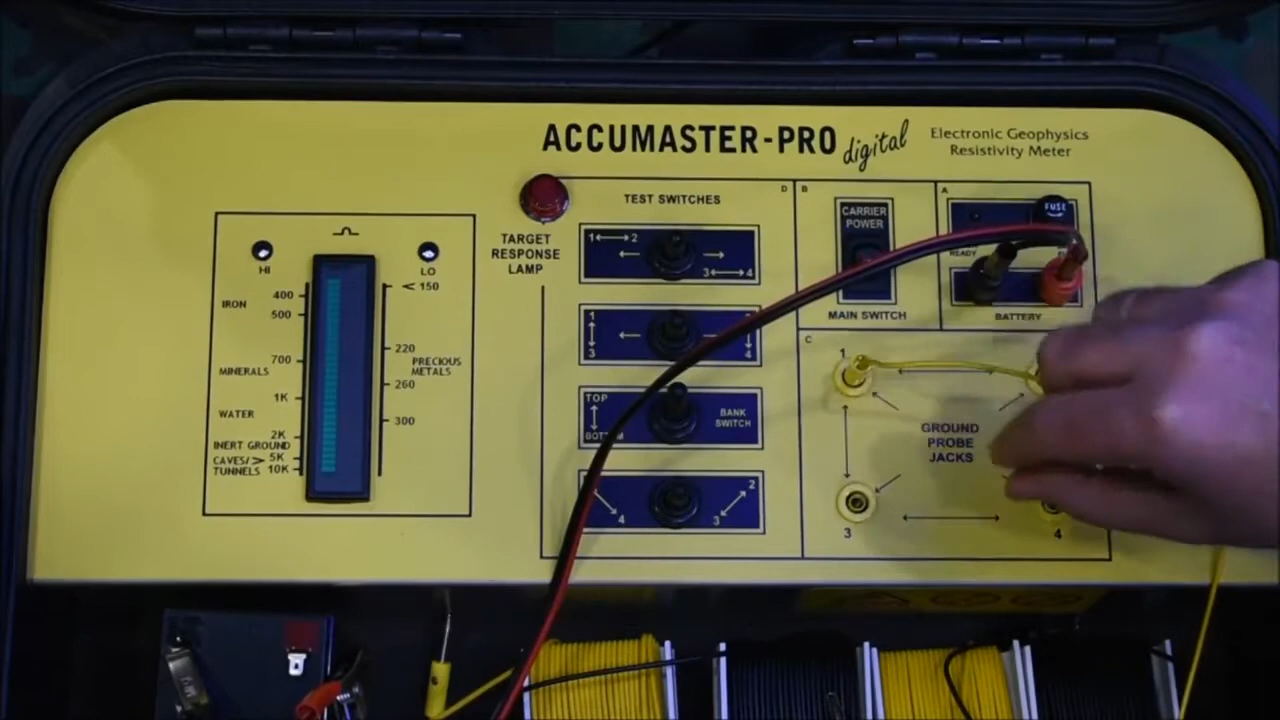 ACCUMASTER-PRO digital
Electronic Geophysics
Resistivity Meter
HI
LO
IRON
400
500
< 150
MINERALS
700
220
PRECIOUS
METALS
260
1K
WATER
300
2K
INERT GROUND
CAVES/>
TUNNELS
5K
10K
TARGET
RESPONSE
LAMP
TEST SWITCHES
D
1 ←→ 2
← →
3 ←→ 4
1
3
←
4
TOP
BANK
SWITCH
4
3
2
B
CARRIER
POWER
MAIN SWITCH
A
FUSE
READY
BATTERY
C
1
GROUND
PROBE
JACKS
3
4